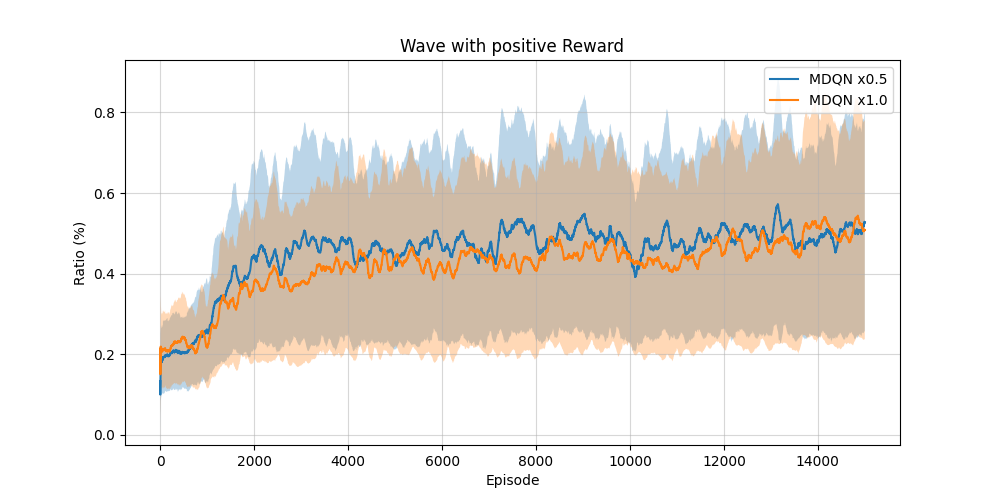 Wave with positive Reward
MDQN x0.5
MDQN x1.0
Ratio (%)
0.8
0.6
0.4
0.2
0.0
0 2000 4000 6000 8000 10000 12000 14000
Episode